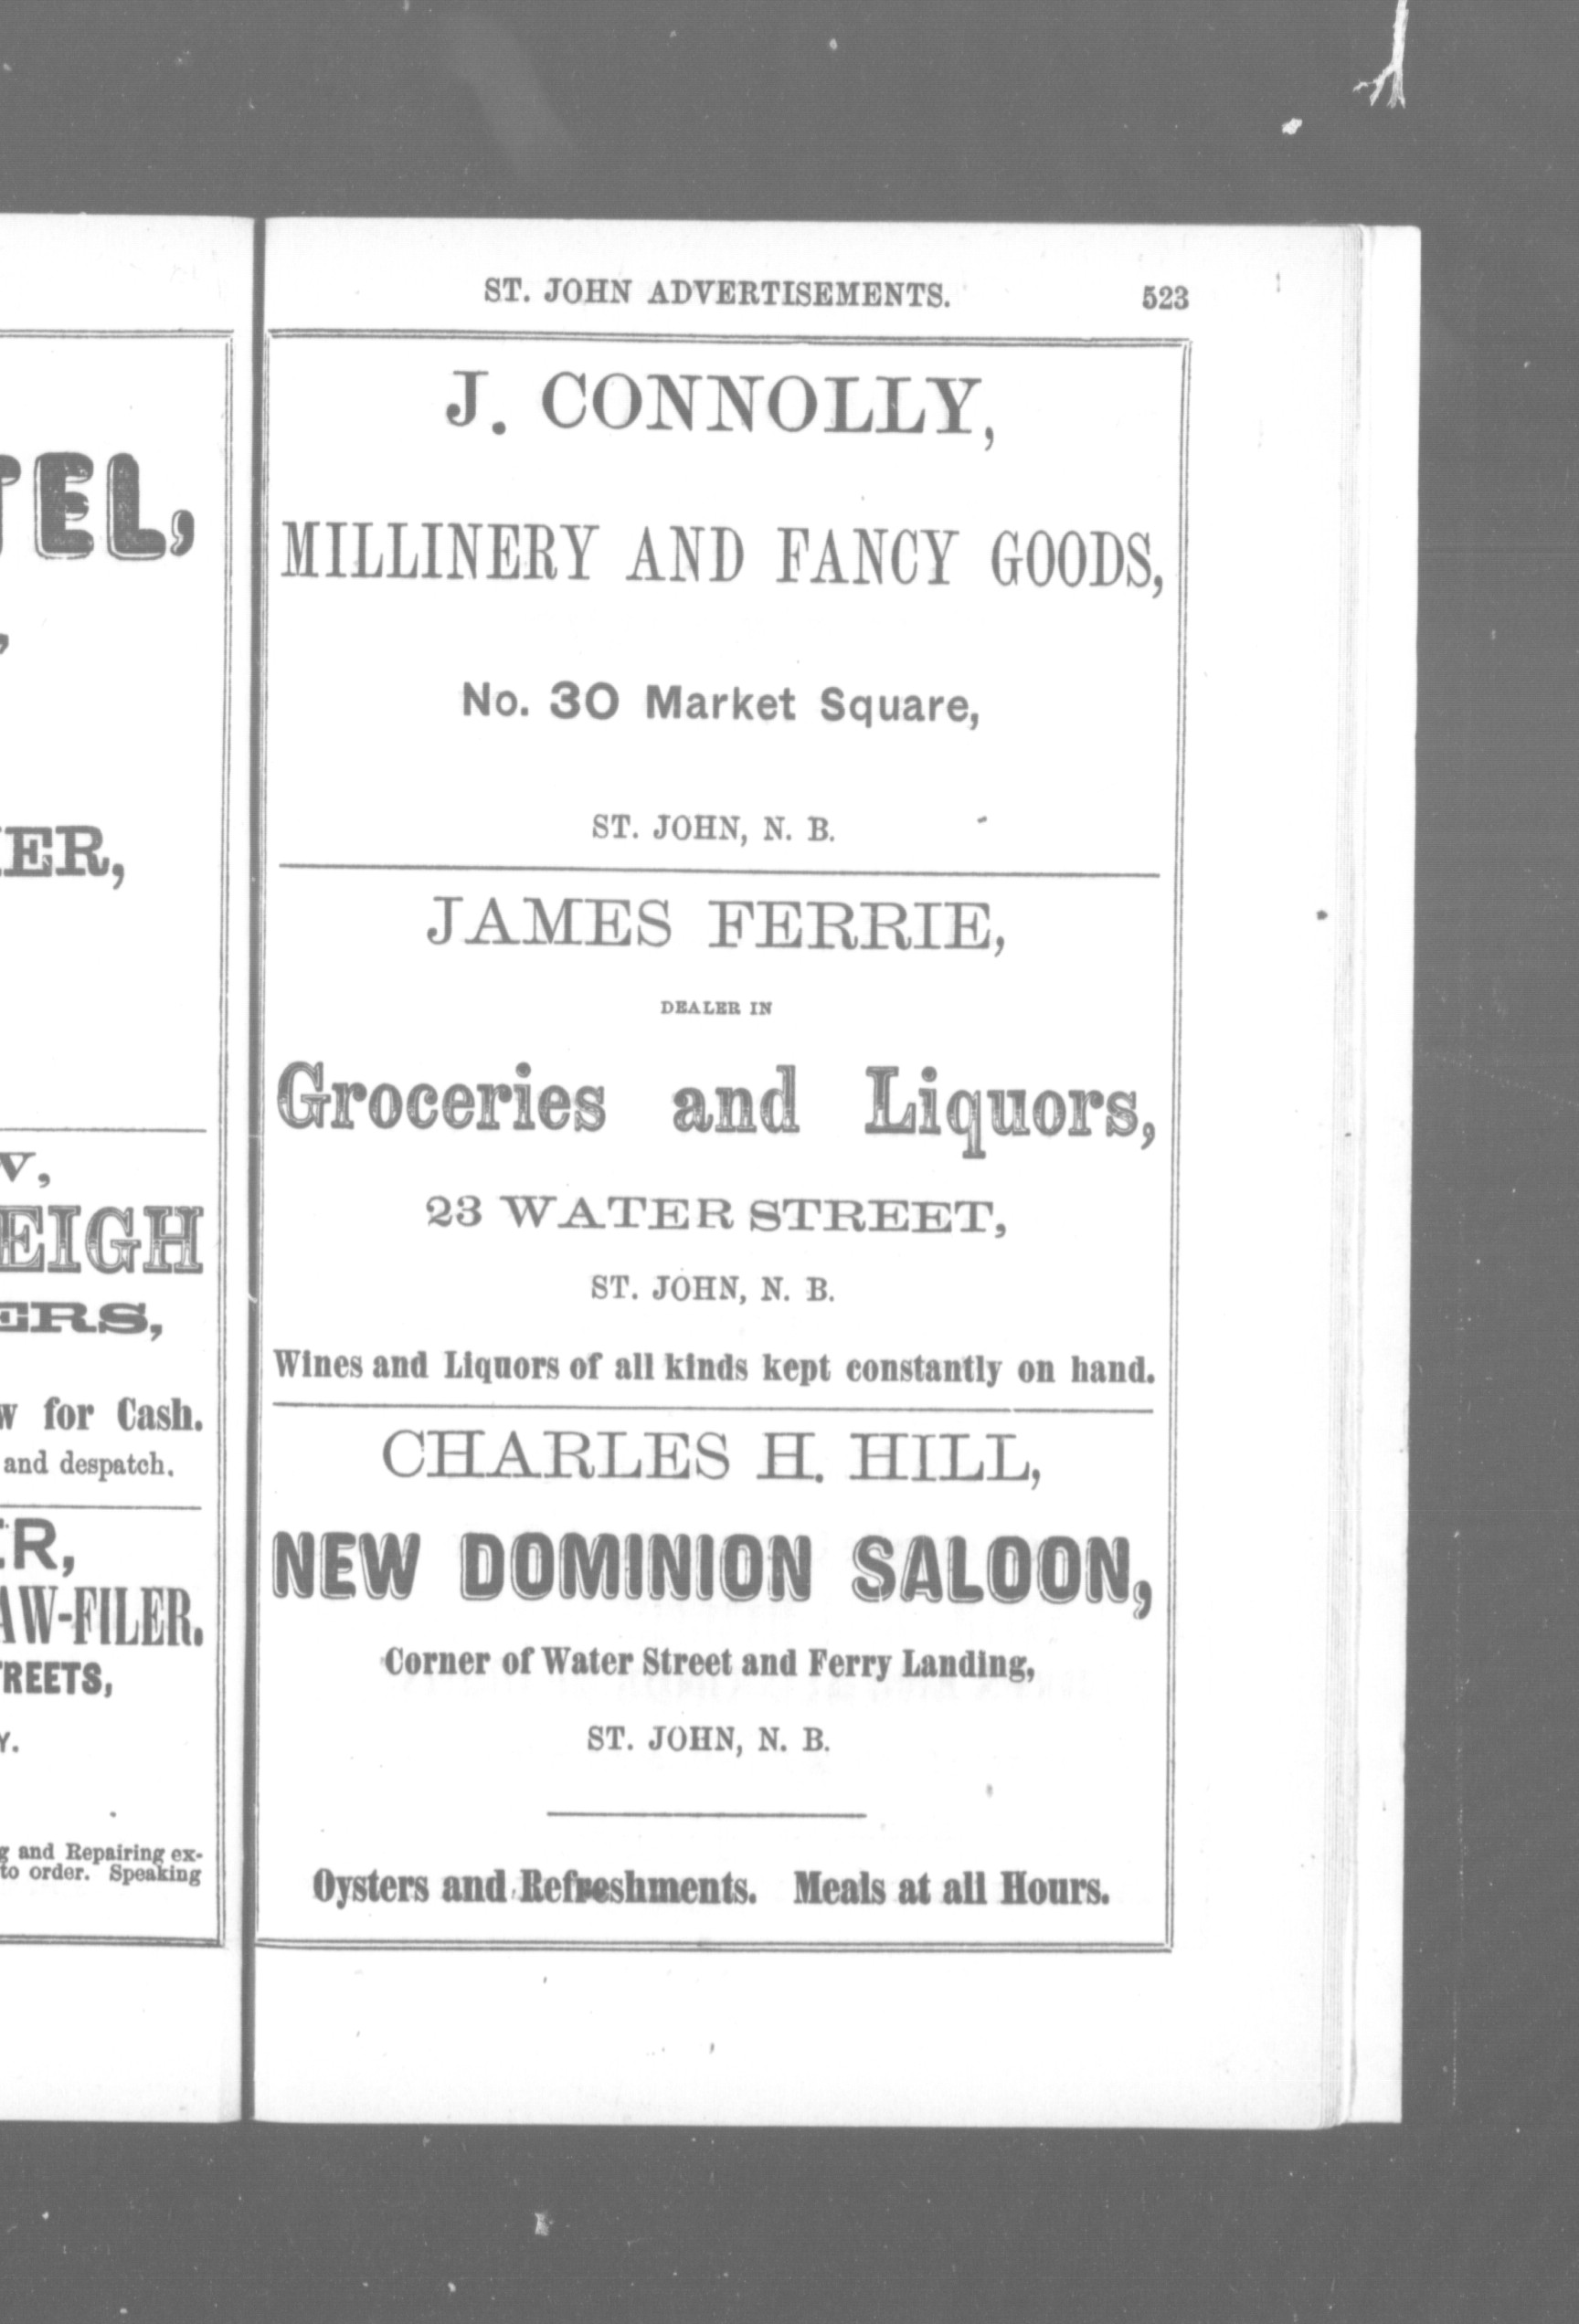 TEL,
ER,
EIGH
ERS,
for Cash.
and despatch.
R,
AW-FILER.
REETS,
Y.
and Repairing ex-
to order. Speaking
ST. JOHN ADVERTISEMENTS. 523
J. CONNOLLY,
MILLINERY AND FANCY GOODS,
No. 30 Market Square,
ST. JOHN, N. B.
JAMES FERRIE,
DEALER IN
Groceries and Liquors,
23 WATER STREET,
ST. JOHN, N. B.
Wines and Liquors of all kinds kept constantly on hand.
CHARLES H. HILL,
NEW DOMINION SALOON,
Corner of Water Street and Ferry Landing,
ST. JOHN, N. B.
Oysters and Refreshments. Meals at all Hours.